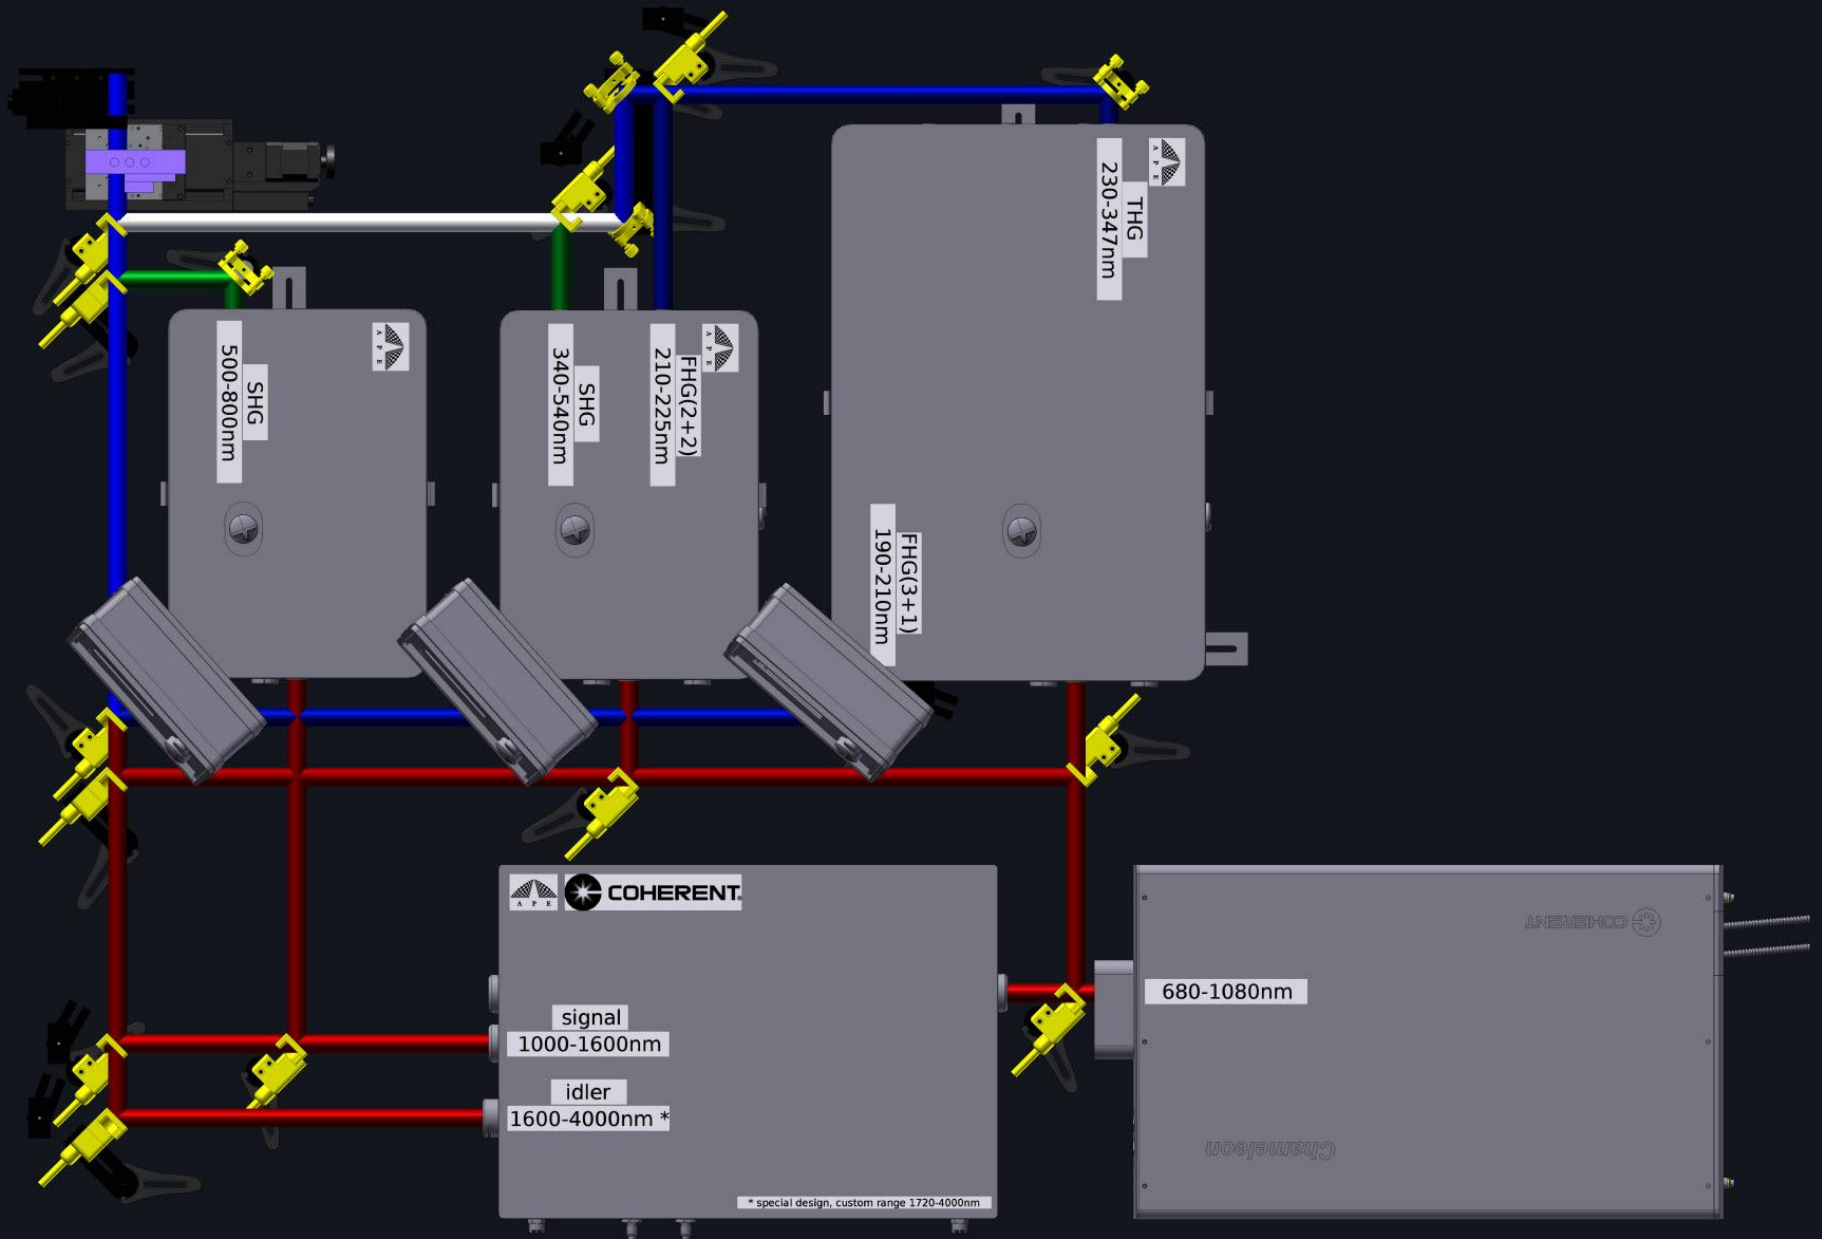 THG
230-347nm
A P E
SHG
500-800nm
A P E
SHG
340-540nm
FHG(2+2)
210-225nm
A P E
FHG(3+1)
190-210nm
A P E
COHERENT
signal
1000-1600nm
idler
1600-4000nm *
* special design, custom range 1720-4000nm
COHERENT
680-1080nm
Chameleon